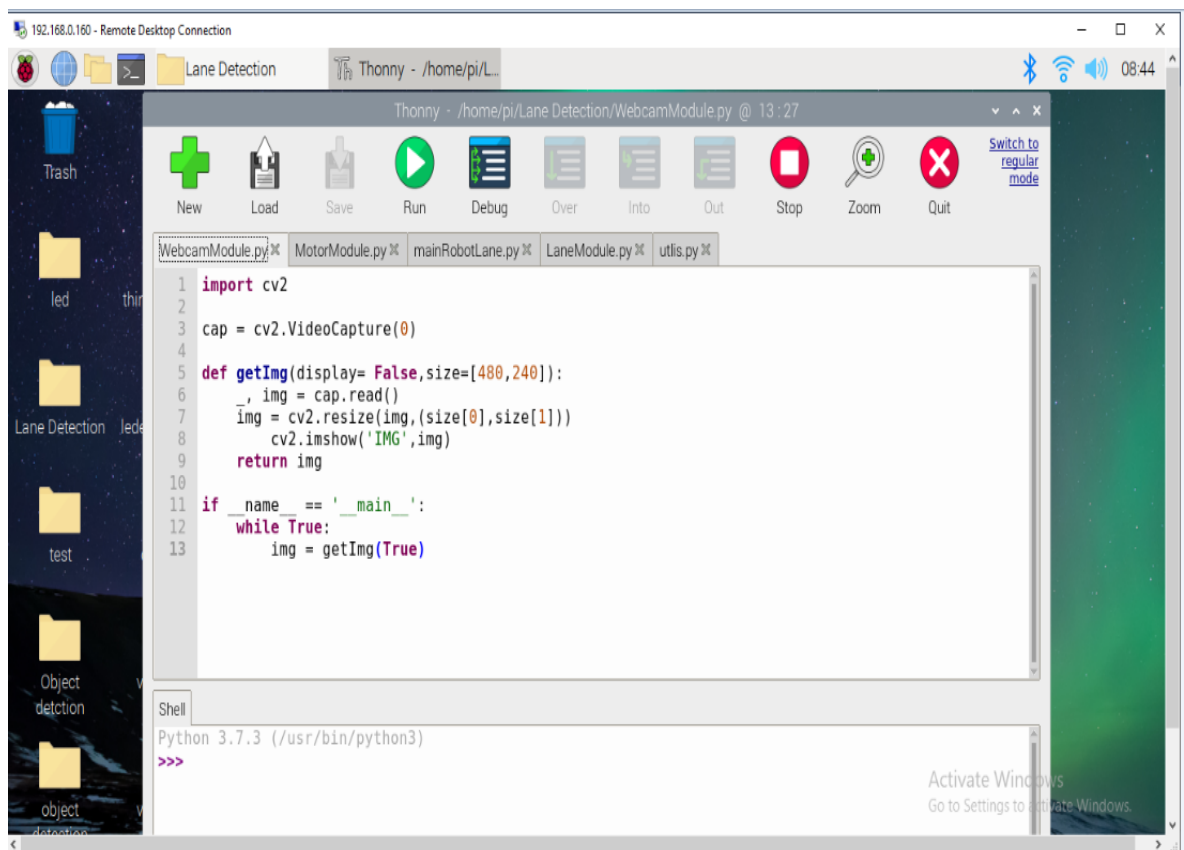 192.168.0.160 - Remote Desktop Connection
Lane Detection Thonny - /home/pi/L... 08:44
Thonny - /home/pi/Lane Detection/WebcamModule.py @ 13 : 27
Trash
New Load Save Run Debug Over Into Out Stop Zoom Quit
Switch to
regular
mode
WebcamModule.py MotorModule.py mainRobotLane.py LaneModule.py utlis.py
1 import cv2
2
3 cap = cv2.VideoCapture(0)
4
5 def getImg(display= False,size=[480,240]):
6     _, img = cap.read()
7     img = cv2.resize(img,(size[0],size[1]))
8         cv2.imshow('IMG',img)
9     return img
10
11 if __name__ == '__main__':
12     while True:
13         img = getImg(True)
led
Lane Detection
test
Object
detction
object
detection
Shell
Python 3.7.3 (/usr/bin/python3)
>>>
Activate Windows
Go to Settings to activate Windows.